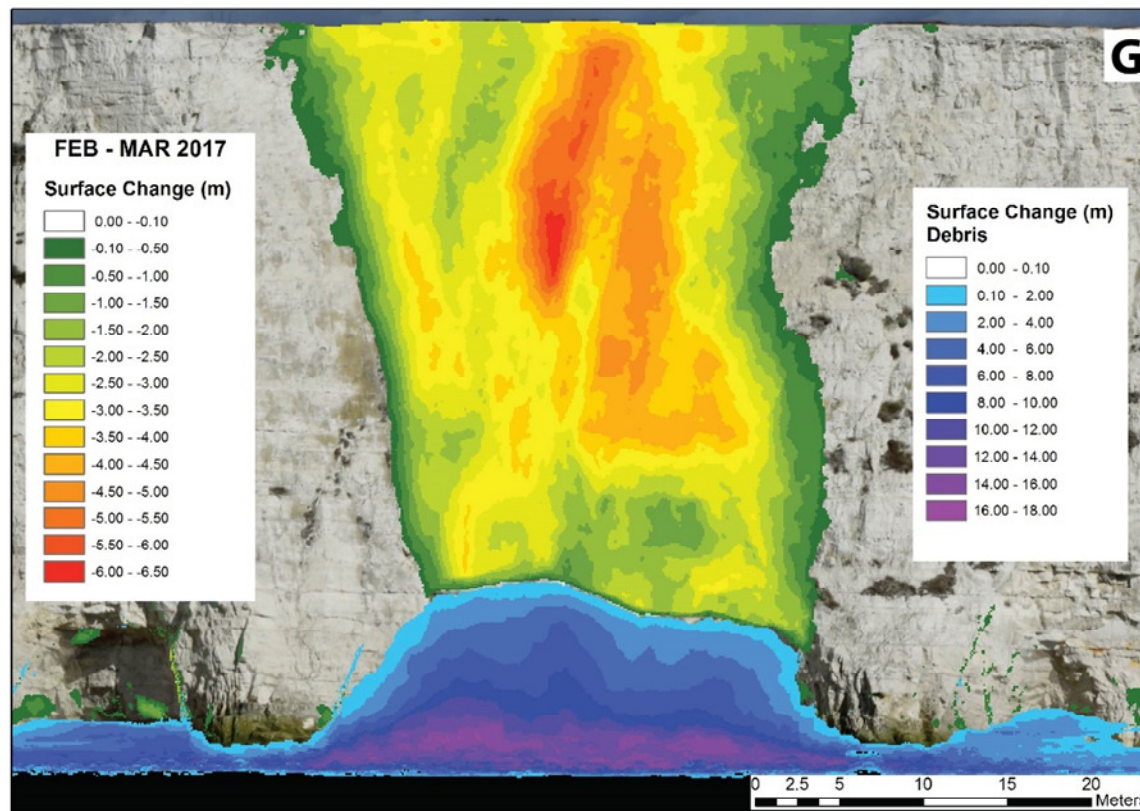 G
FEB - MAR 2017
Surface Change (m)
0.00 - -0.10
-0.10 - -0.50
-0.50 - -1.00
-1.00 - -1.50
-1.50 - -2.00
-2.00 - -2.50
-2.50 - -3.00
-3.00 - -3.50
-3.50 - -4.00
-4.00 - -4.50
-4.50 - -5.00
-5.00 - -5.50
-5.50 - -6.00
-6.00 - -6.50
Surface Change (m)
Debris
0.00 - 0.10
0.10 - 2.00
2.00 - 4.00
4.00 - 6.00
6.00 - 8.00
8.00 - 10.00
10.00 - 12.00
12.00 - 14.00
14.00 - 16.00
16.00 - 18.00
0 2.5 5 10 15 20
Meters